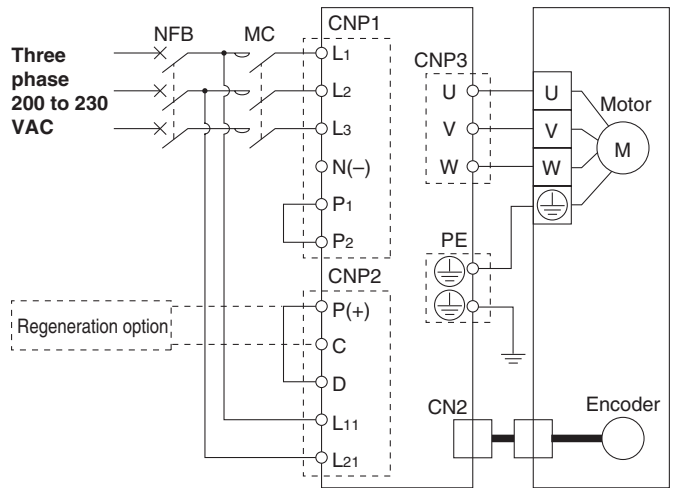 Three
phase
200 to 230
VAC
NFB
MC
CNP1
L1
L2
L3
N(–)
P1
P2
CNP2
P(+)
C
D
L11
L21
Regeneration option
CNP3
U
V
W
PE
CN2
U
V
W
Motor
M
Encoder